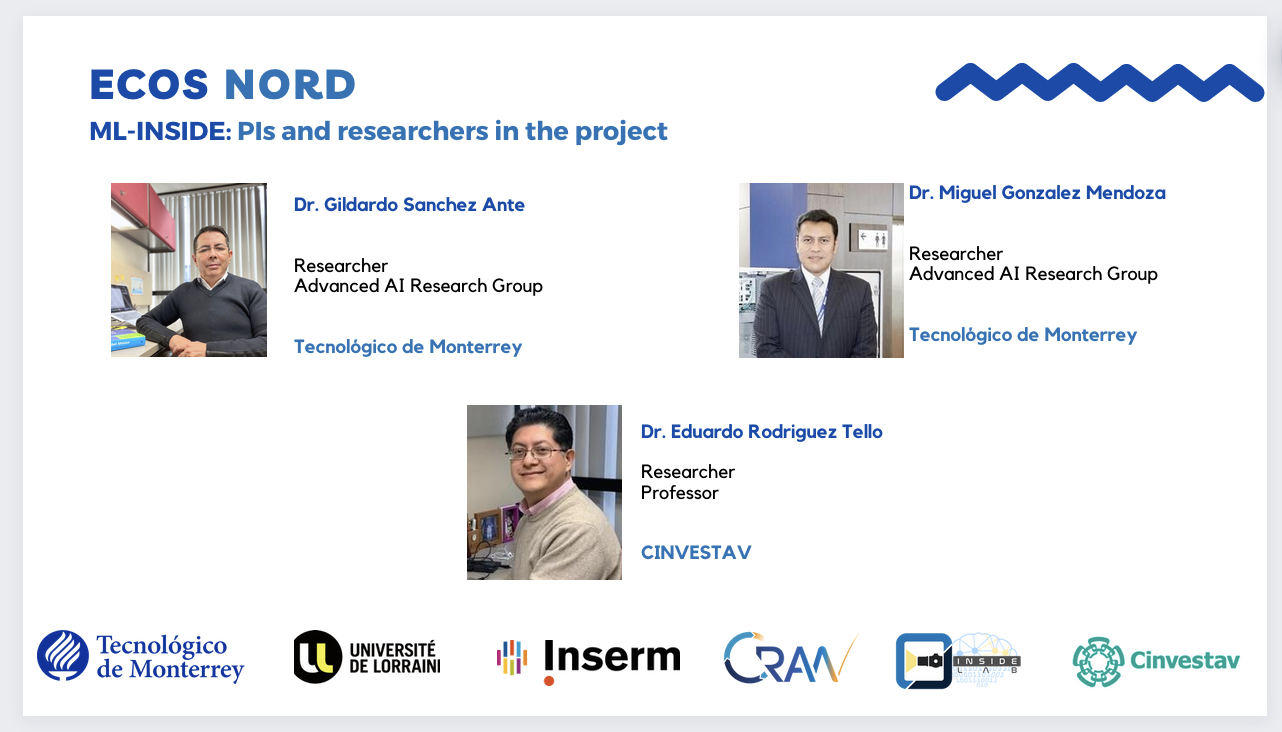 ECOS NORD
ML-INSIDE: PIs and researchers in the project
Dr. Gildardo Sanchez Ante
Researcher
Advanced AI Research Group
Tecnológico de Monterrey
Dr. Miguel Gonzalez Mendoza
Researcher
Advanced AI Research Group
Tecnológico de Monterrey
Dr. Eduardo Rodriguez Tello
Researcher
Professor
CINVESTAV
Tecnológico
de Monterrey
UNIVERSITÉ
DE LORRAINE
Inserm
CRAN
INSIDE
LAB
Cinvestav